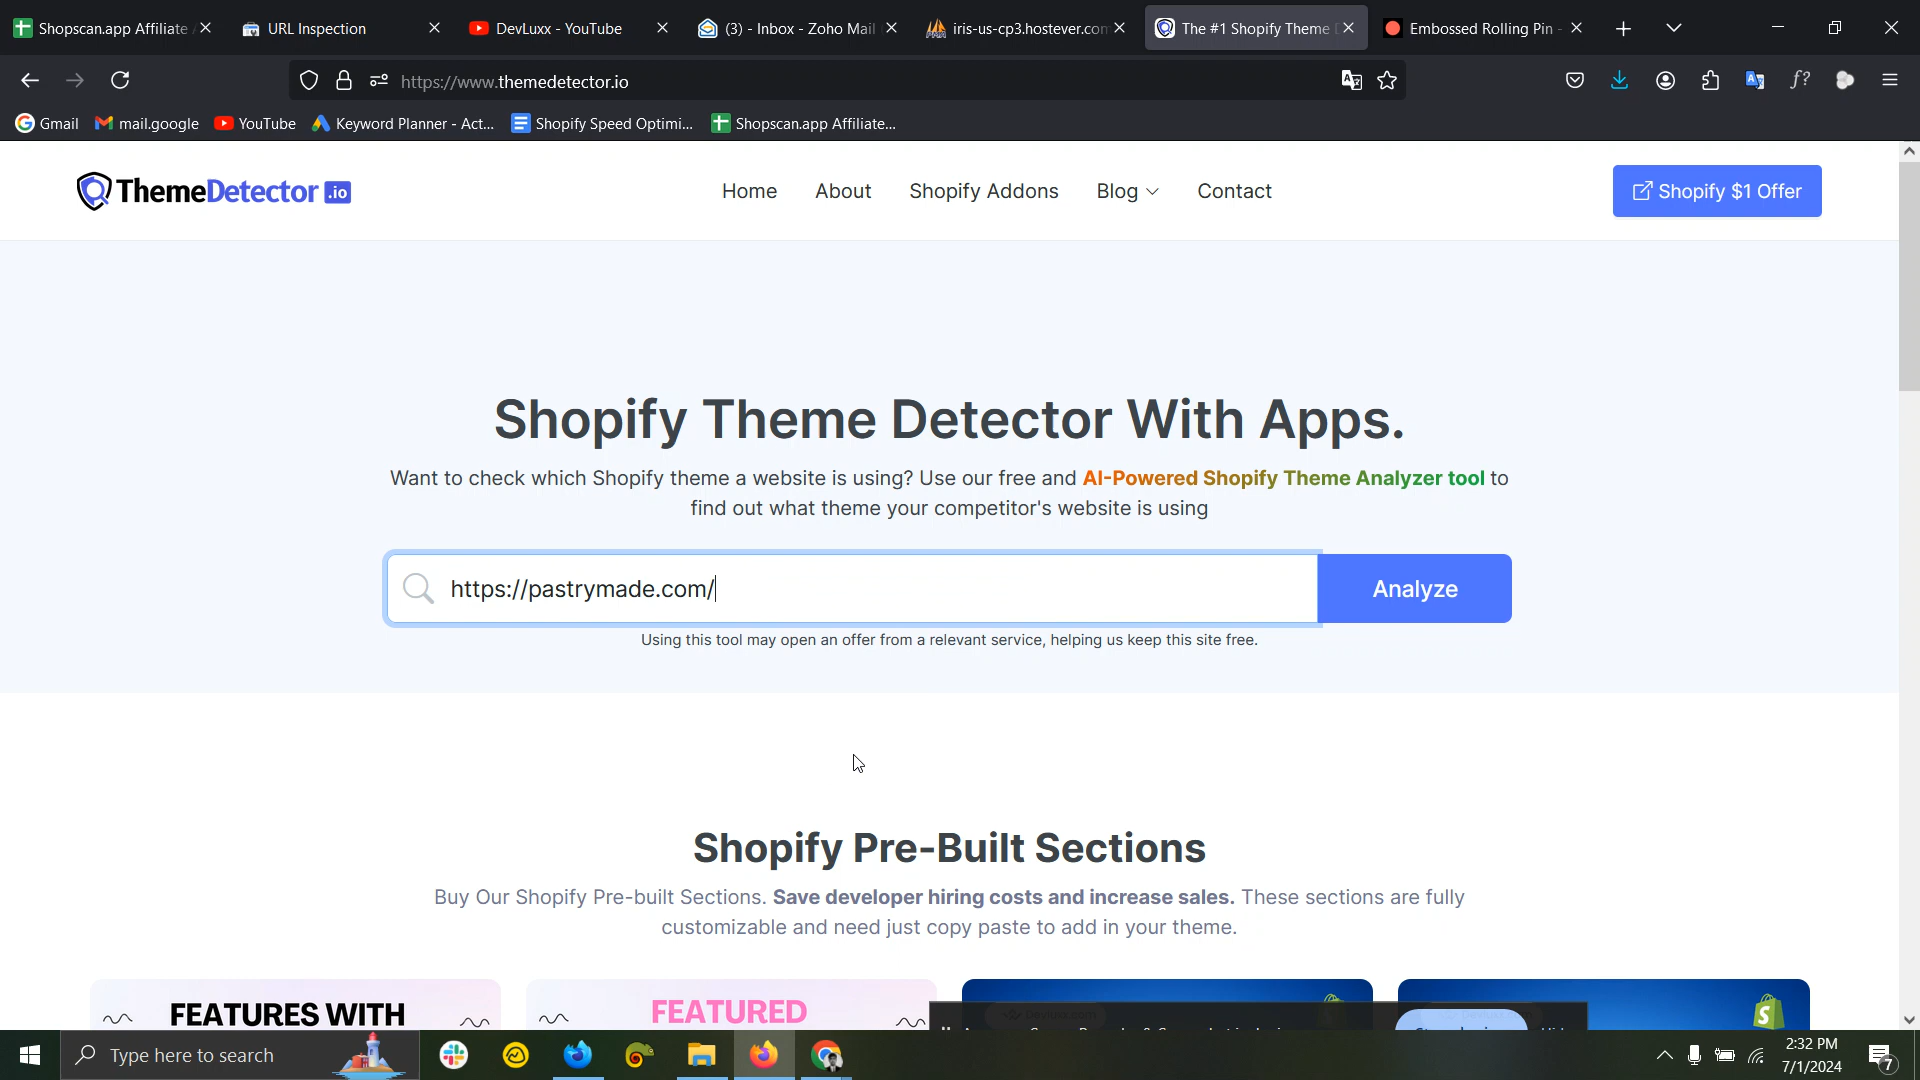 Shopscan.app Affiliate
URL Inspection
DevLuxx - YouTube
(3) - Inbox - Zoho Mail
iris-us-cp3.hostever.com
The #1 Shopify Theme
Embossed Rolling Pin -
https://www.themedetector.io
Gmail
mail.google
YouTube
Keyword Planner - Act...
Shopify Speed Optimi...
Shopscan.app Affiliate...
ThemeDetector .io
Home
About
Shopify Addons
Blog
Contact
Shopify $1 Offer
Shopify Theme Detector With Apps.
Want to check which Shopify theme a website is using? Use our free and AI-Powered Shopify Theme Analyzer tool to
find out what theme your competitor's website is using
https://pastrymade.com/
Analyze
Using this tool may open an offer from a relevant service, helping us keep this site free.
Shopify Pre-Built Sections
Buy Our Shopify Pre-built Sections. Save developer hiring costs and increase sales. These sections are fully
customizable and need just copy paste to add in your theme.
FEATURES WITH
FEATURED
Type here to search
2:32 PM
7/1/2024
7